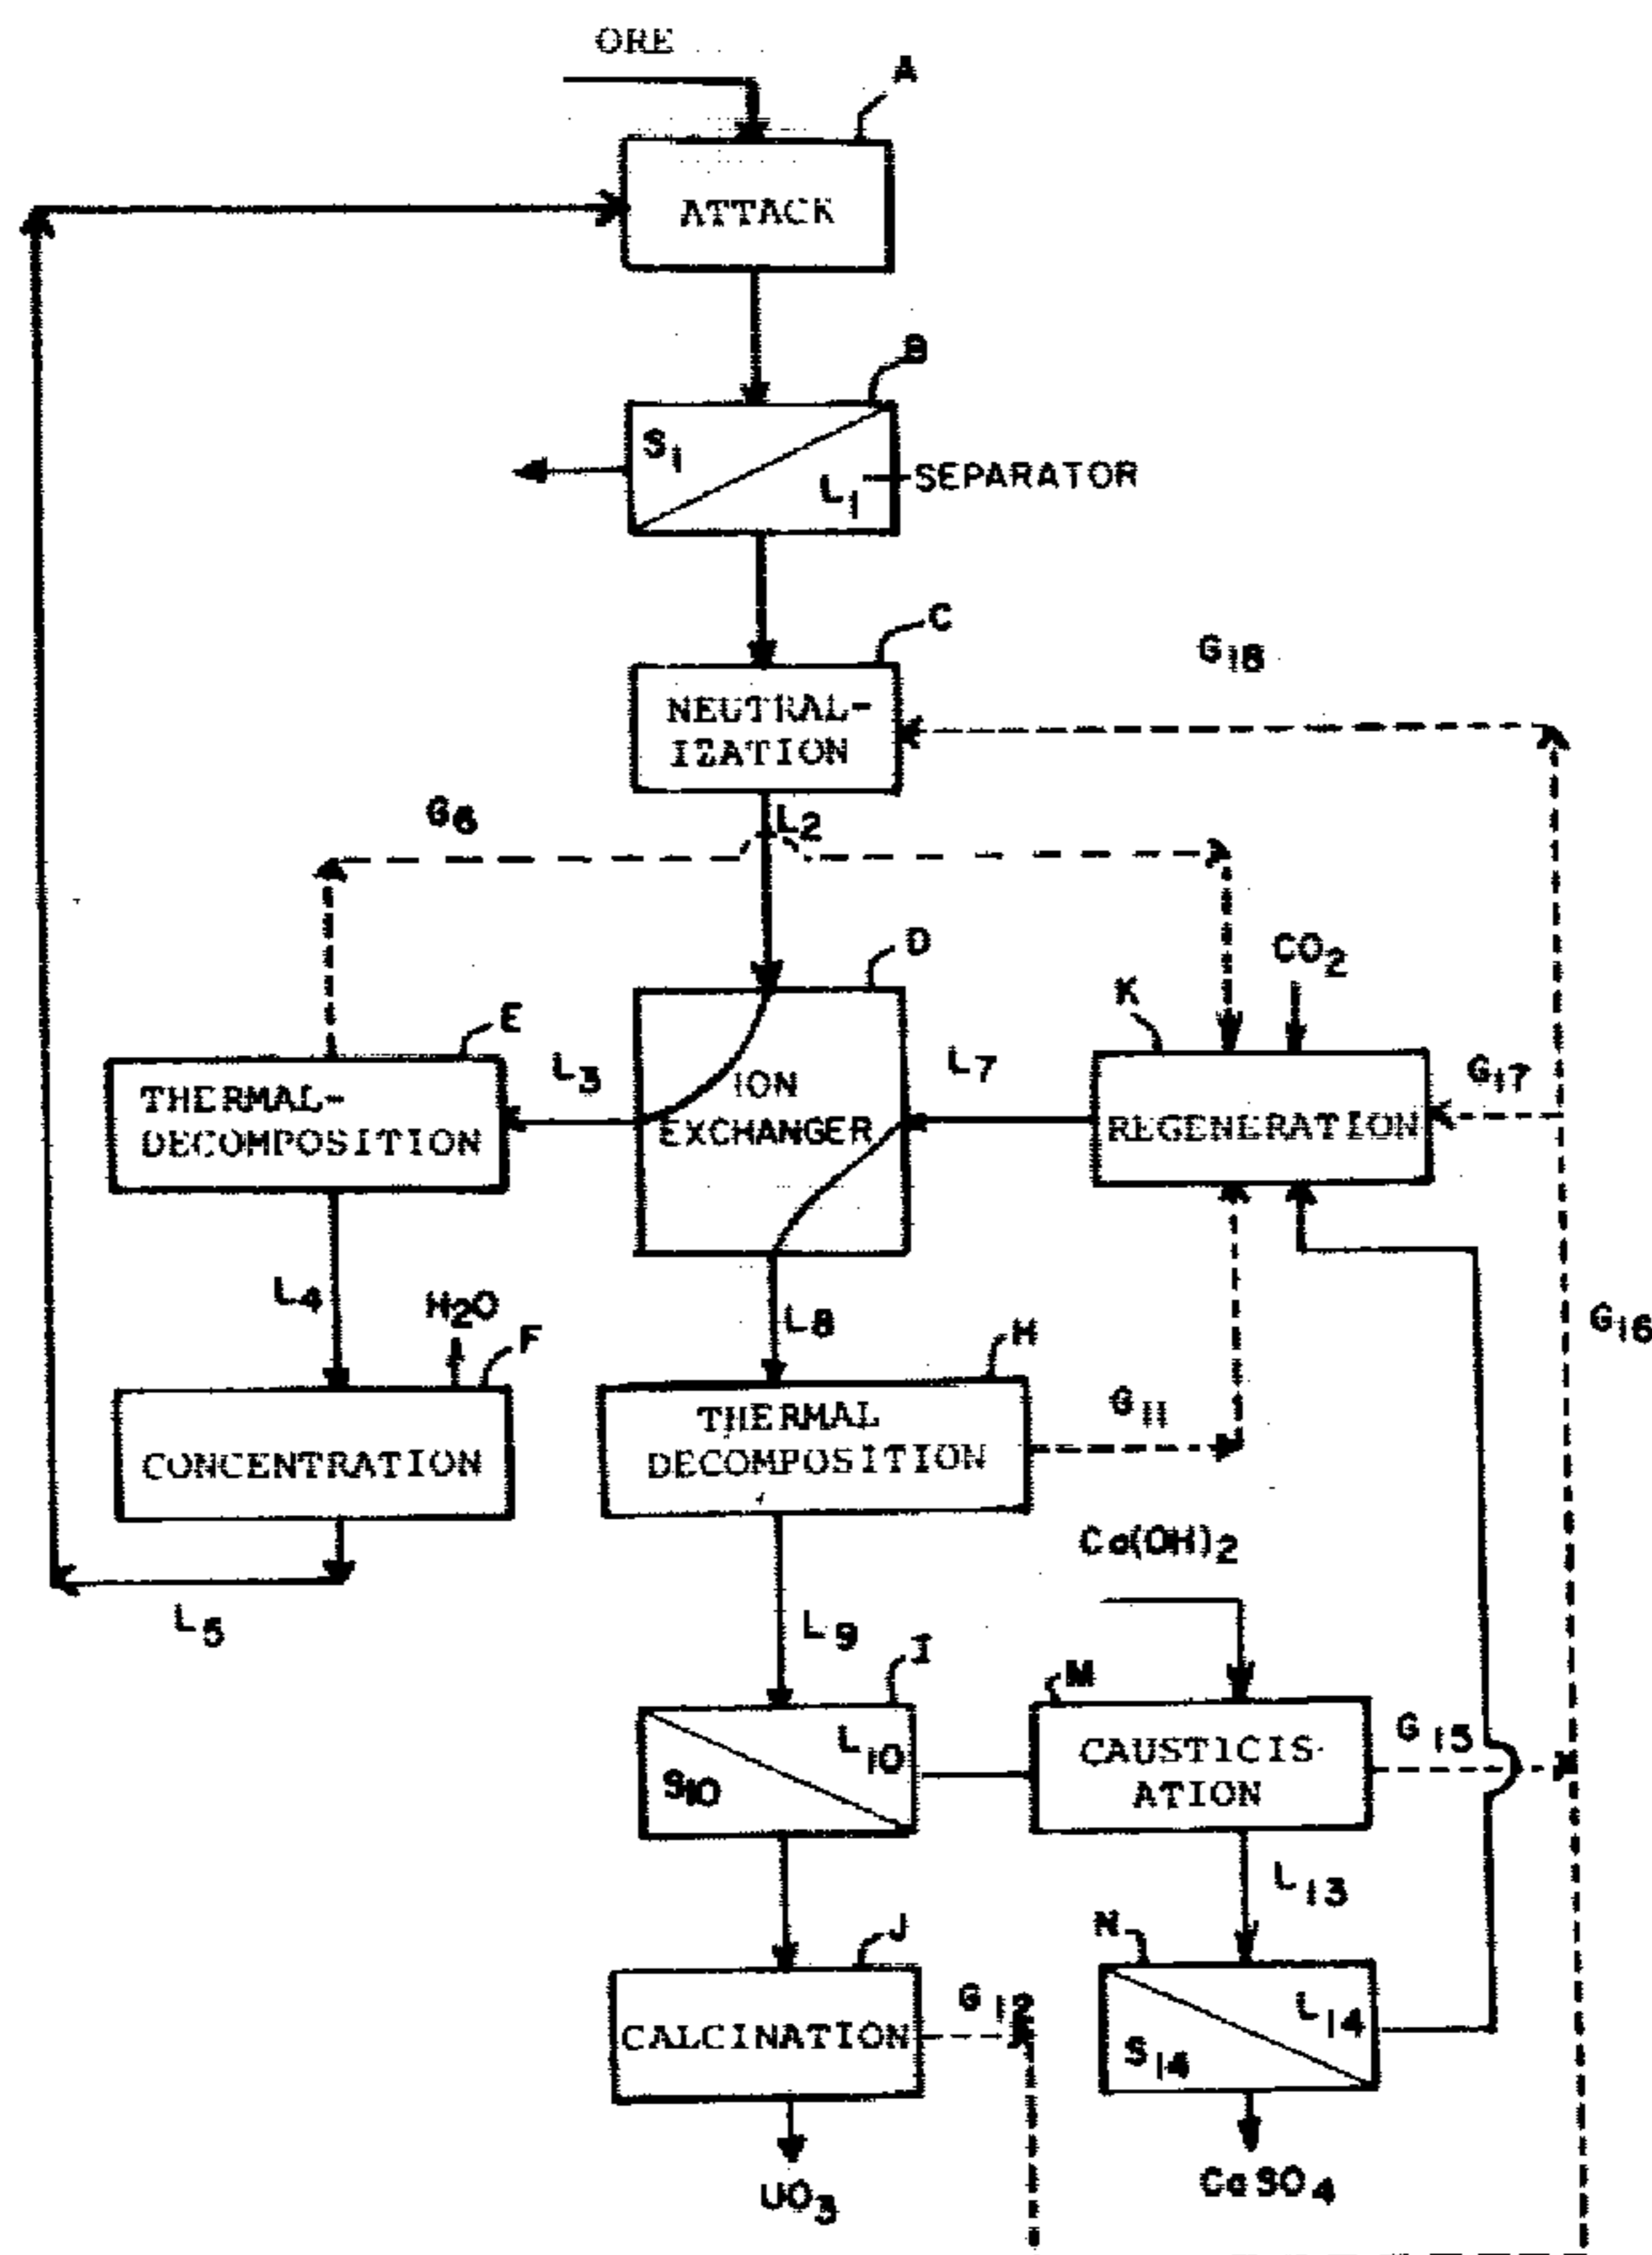 ORE
A
ATTACK
B
S1
L1
SEPARATOR
C
NEUTRAL-
IZATION
G18
G6
L2
D
CO2
K
E
L3
ION
EXCHANGER
L7
G17
THERMAL-
DECOMPOSITION
REGENERATION
L4
H2O
F
L8
H
G16
CONCENTRATION
THERMAL
DECOMPOSITION
G11
Ca(OH)2
L5
L9
I
M
L10
S10
CAUSTICIS-
ATION
G15
L13
J
N
CALCINATION
G12
L14
S14
UO3
CaSO4